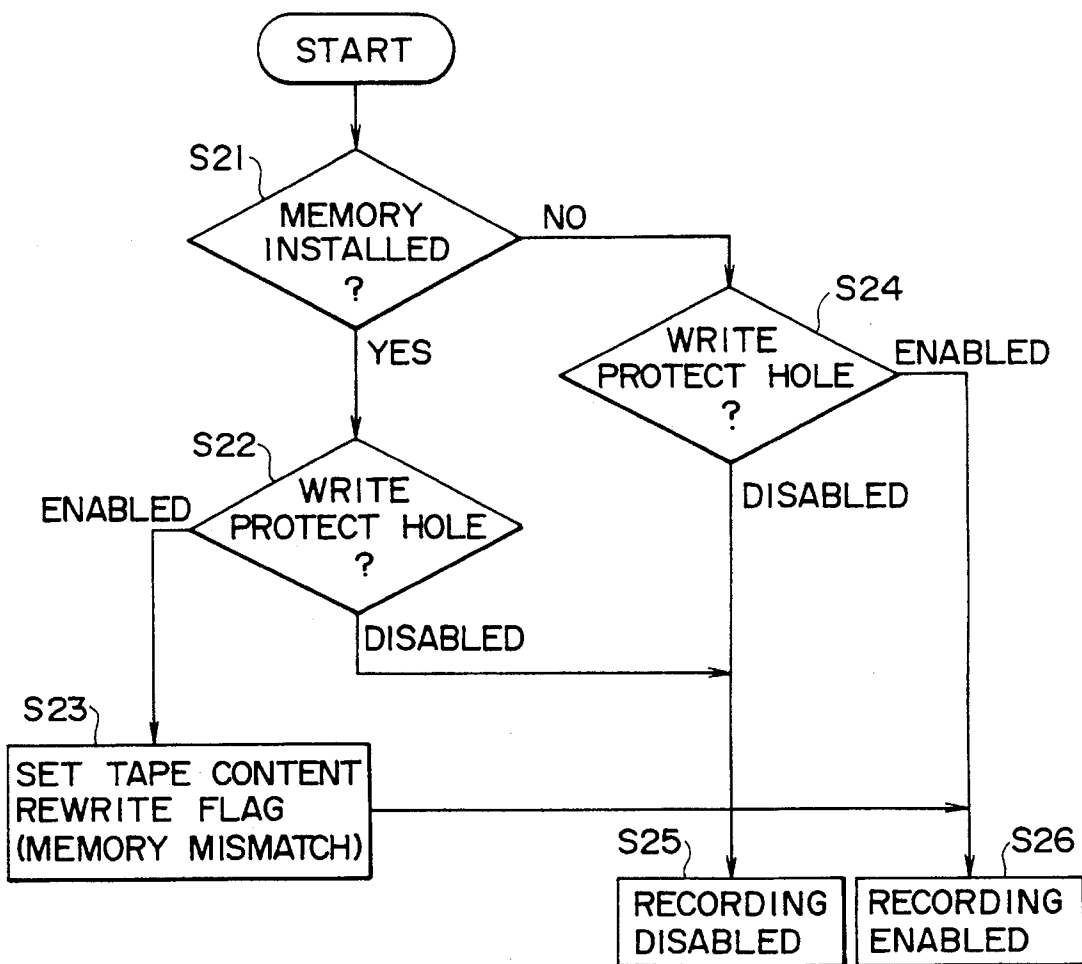 START
S21
MEMORY
INSTALLED
?
NO
YES
S24
WRITE
PROTECT HOLE
?
ENABLED
DISABLED
S22
WRITE
PROTECT HOLE
?
ENABLED
DISABLED
S23
SET TAPE CONTENT
REWRITE FLAG
(MEMORY MISMATCH)
S25
RECORDING
DISABLED
S26
RECORDING
ENABLED